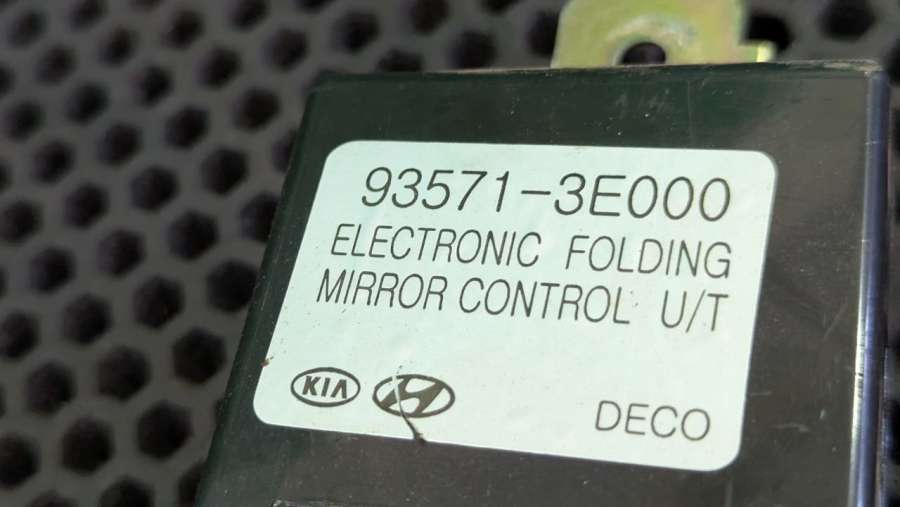 93571-3E000
ELECTRONIC FOLDING
MIRROR CONTROL U/T
KIA
DECO